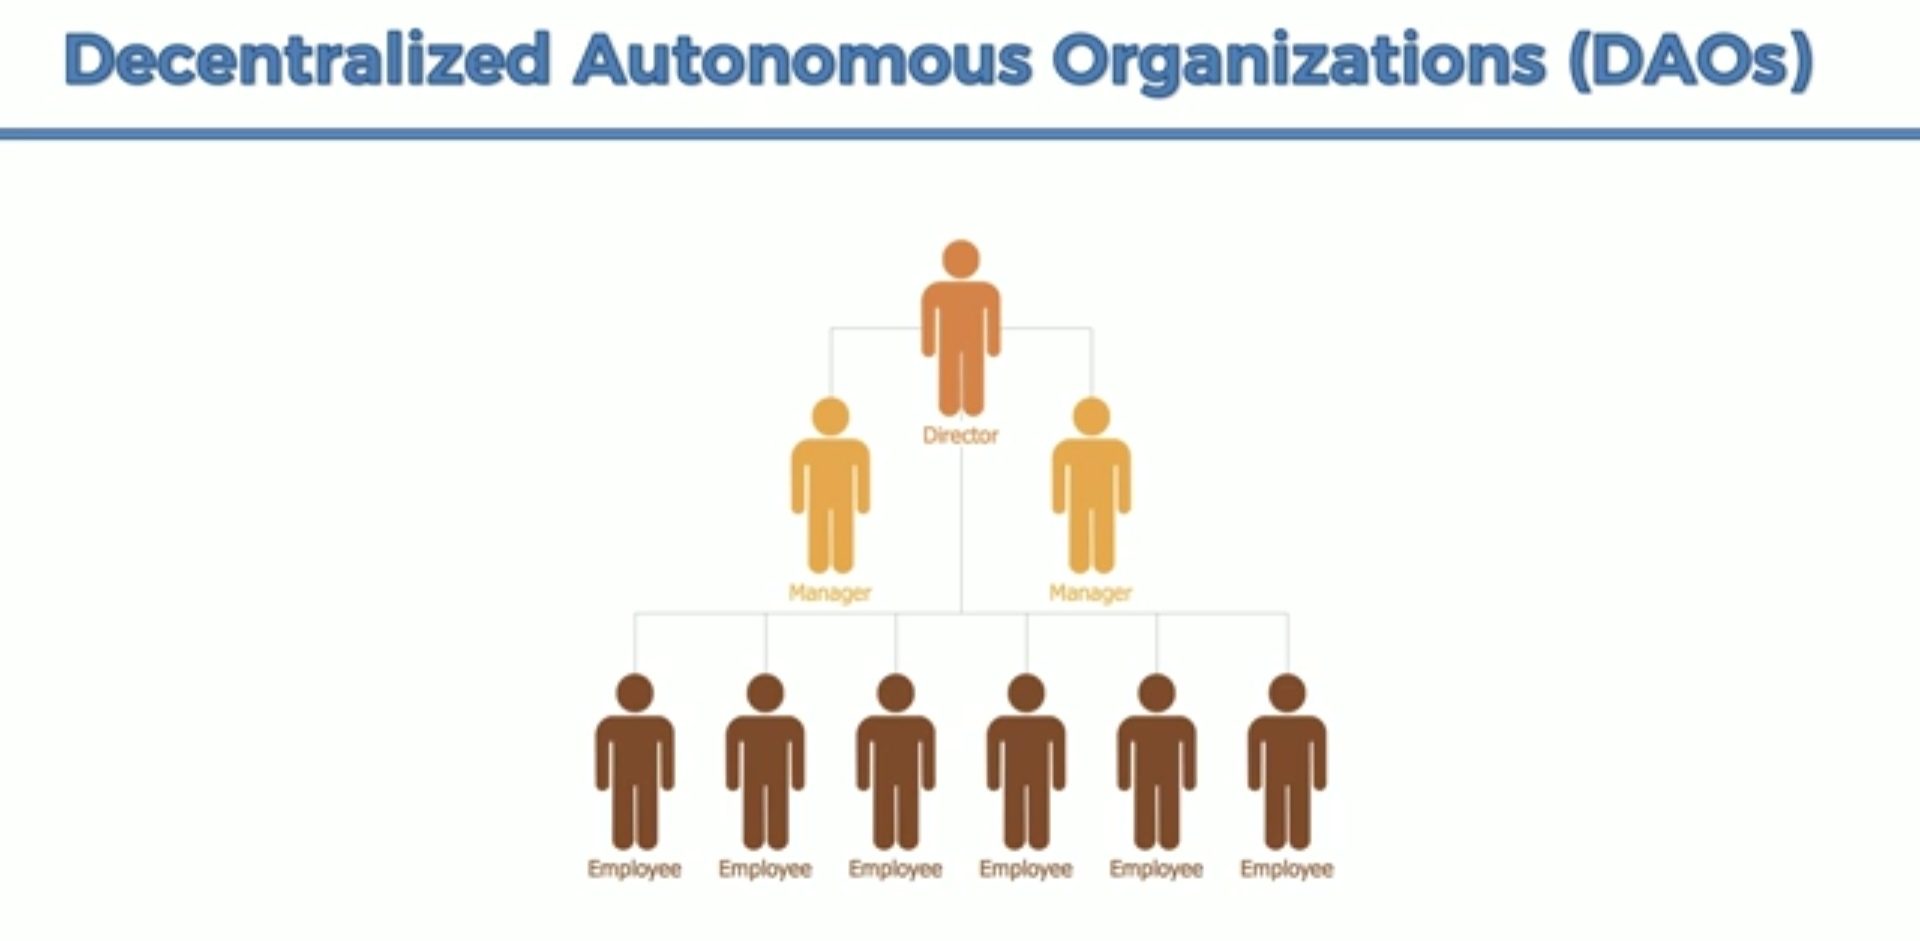 Decentralized Autonomous Organizations (DAOs)
Director
Manager Manager
Employee Employee Employee Employee Employee Employee